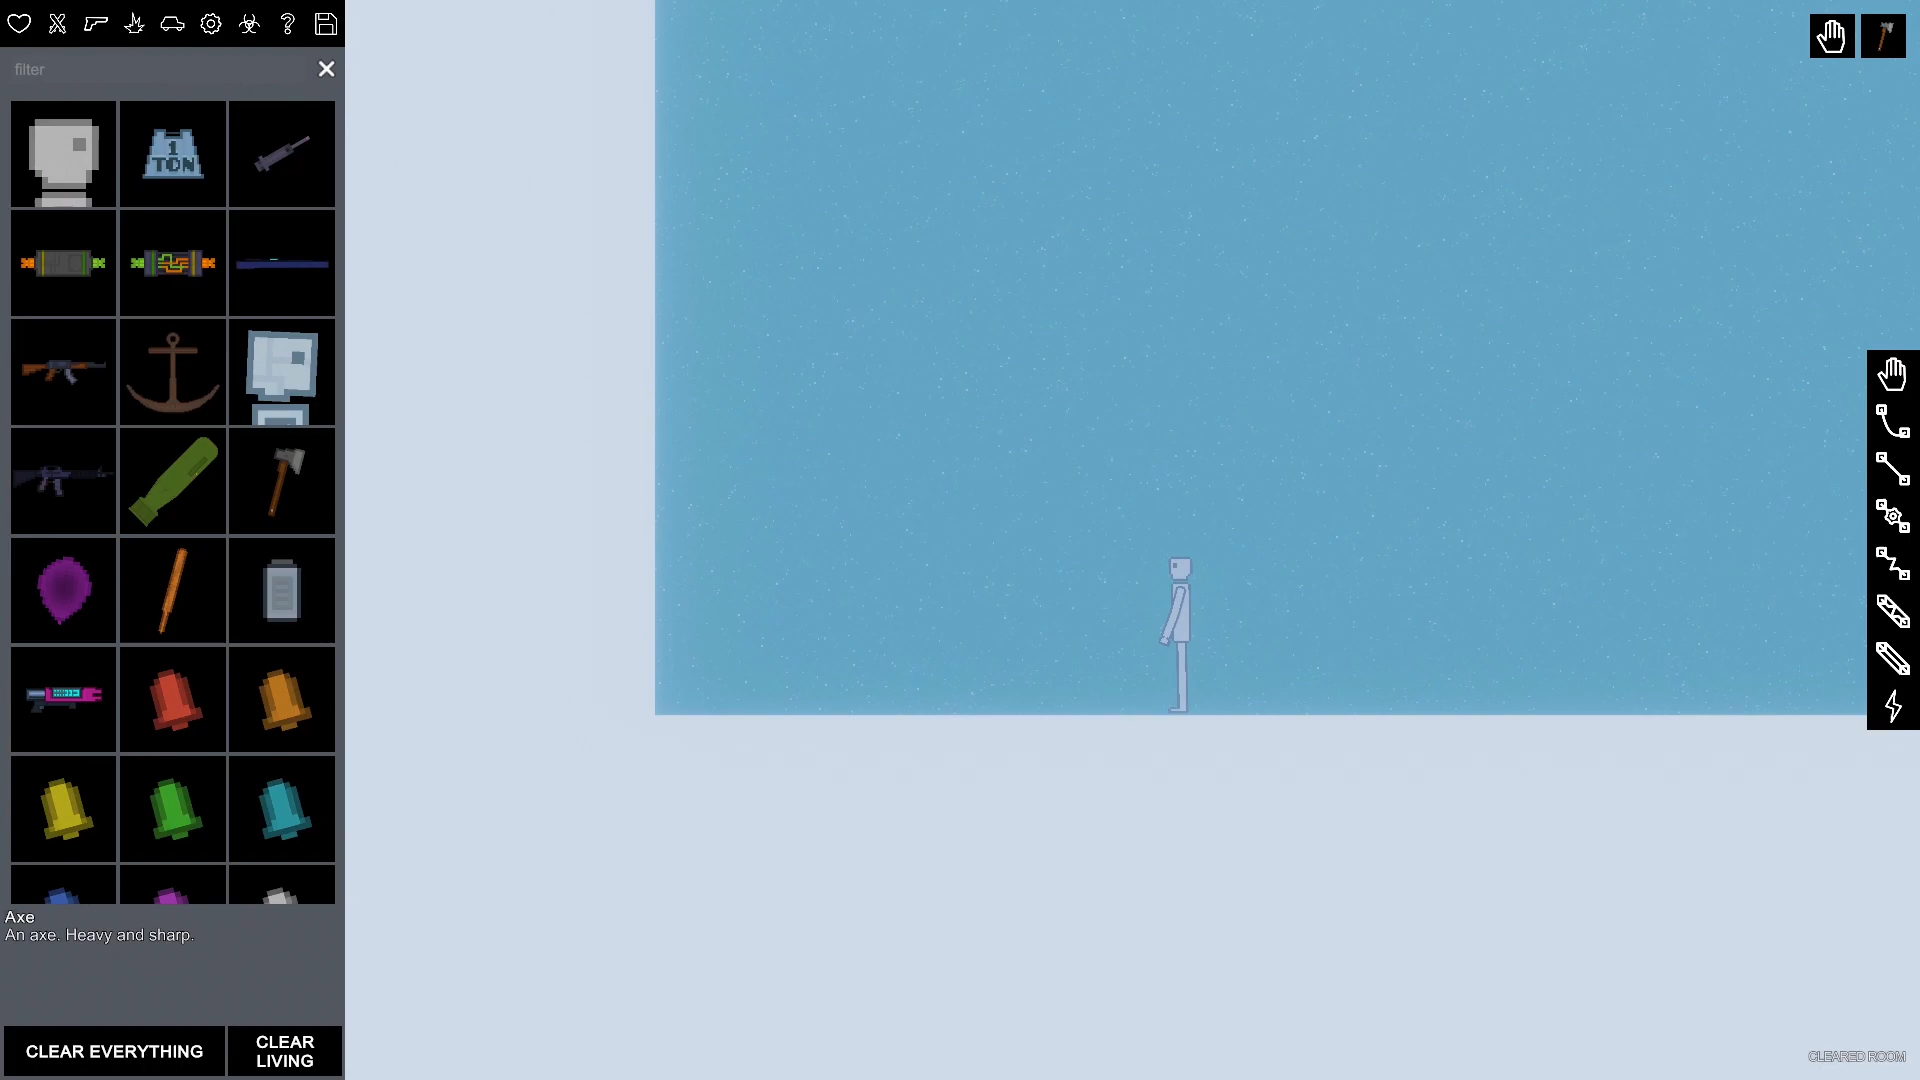 filter
1
TON
Axe
An axe. Heavy and sharp.
CLEAR EVERYTHING
CLEAR
LIVING
CLEARED ROOM